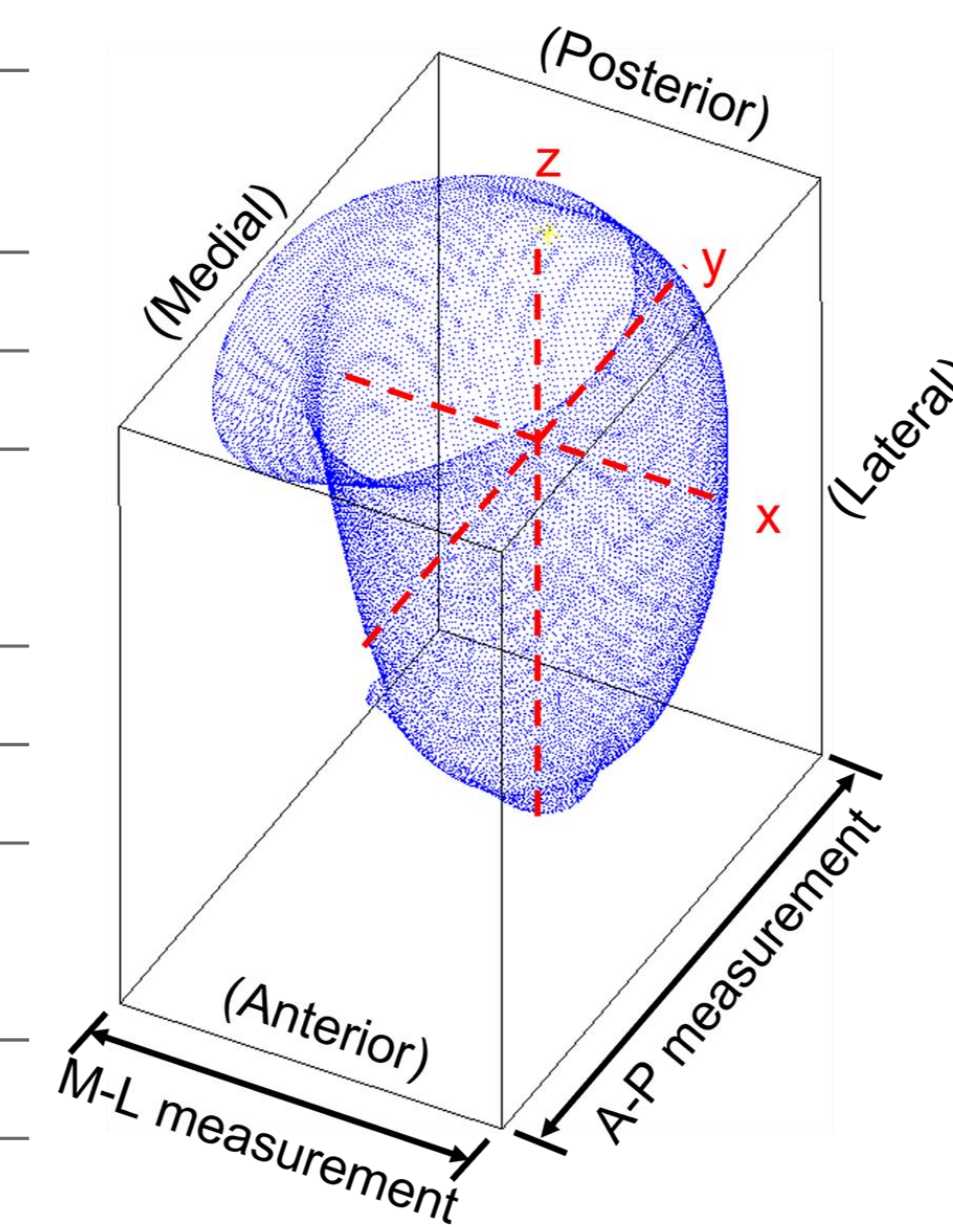 (Posterior)
z
(Medial)
y
(Lateral)
x
(Anterior)
M-L measurement
A-P measurement